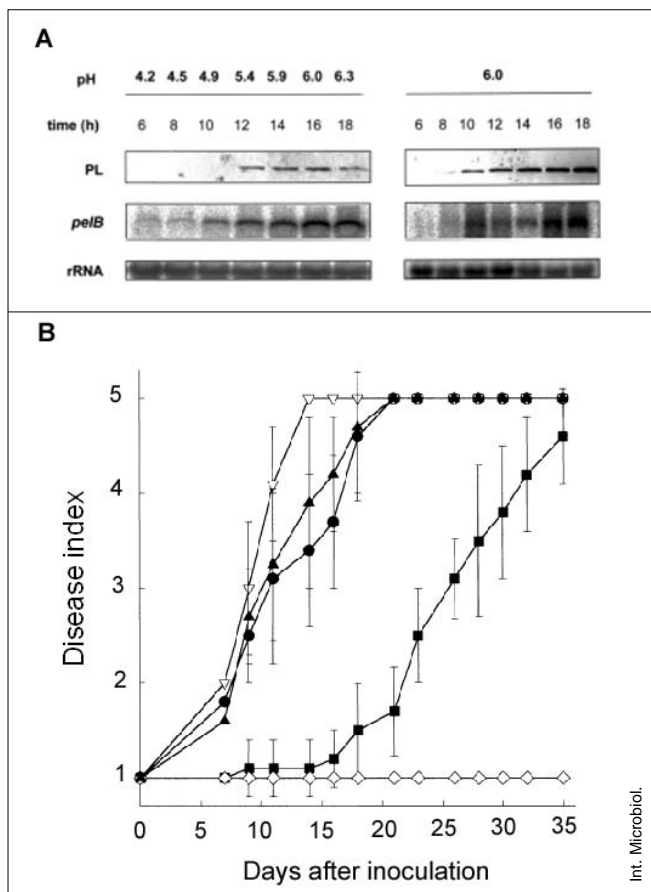 A
pH 4.2 4.5 4.9 5.4 5.9 6.0 6.3 6.0
time (h) 6 8 10 12 14 16 18 6 8 10 12 14 16 18
PL
pelB
rRNA
B
5
4
3
2
1
Disease index
0 5 10 15 20 25 30 35
Days after inoculation
Int. Microbiol.